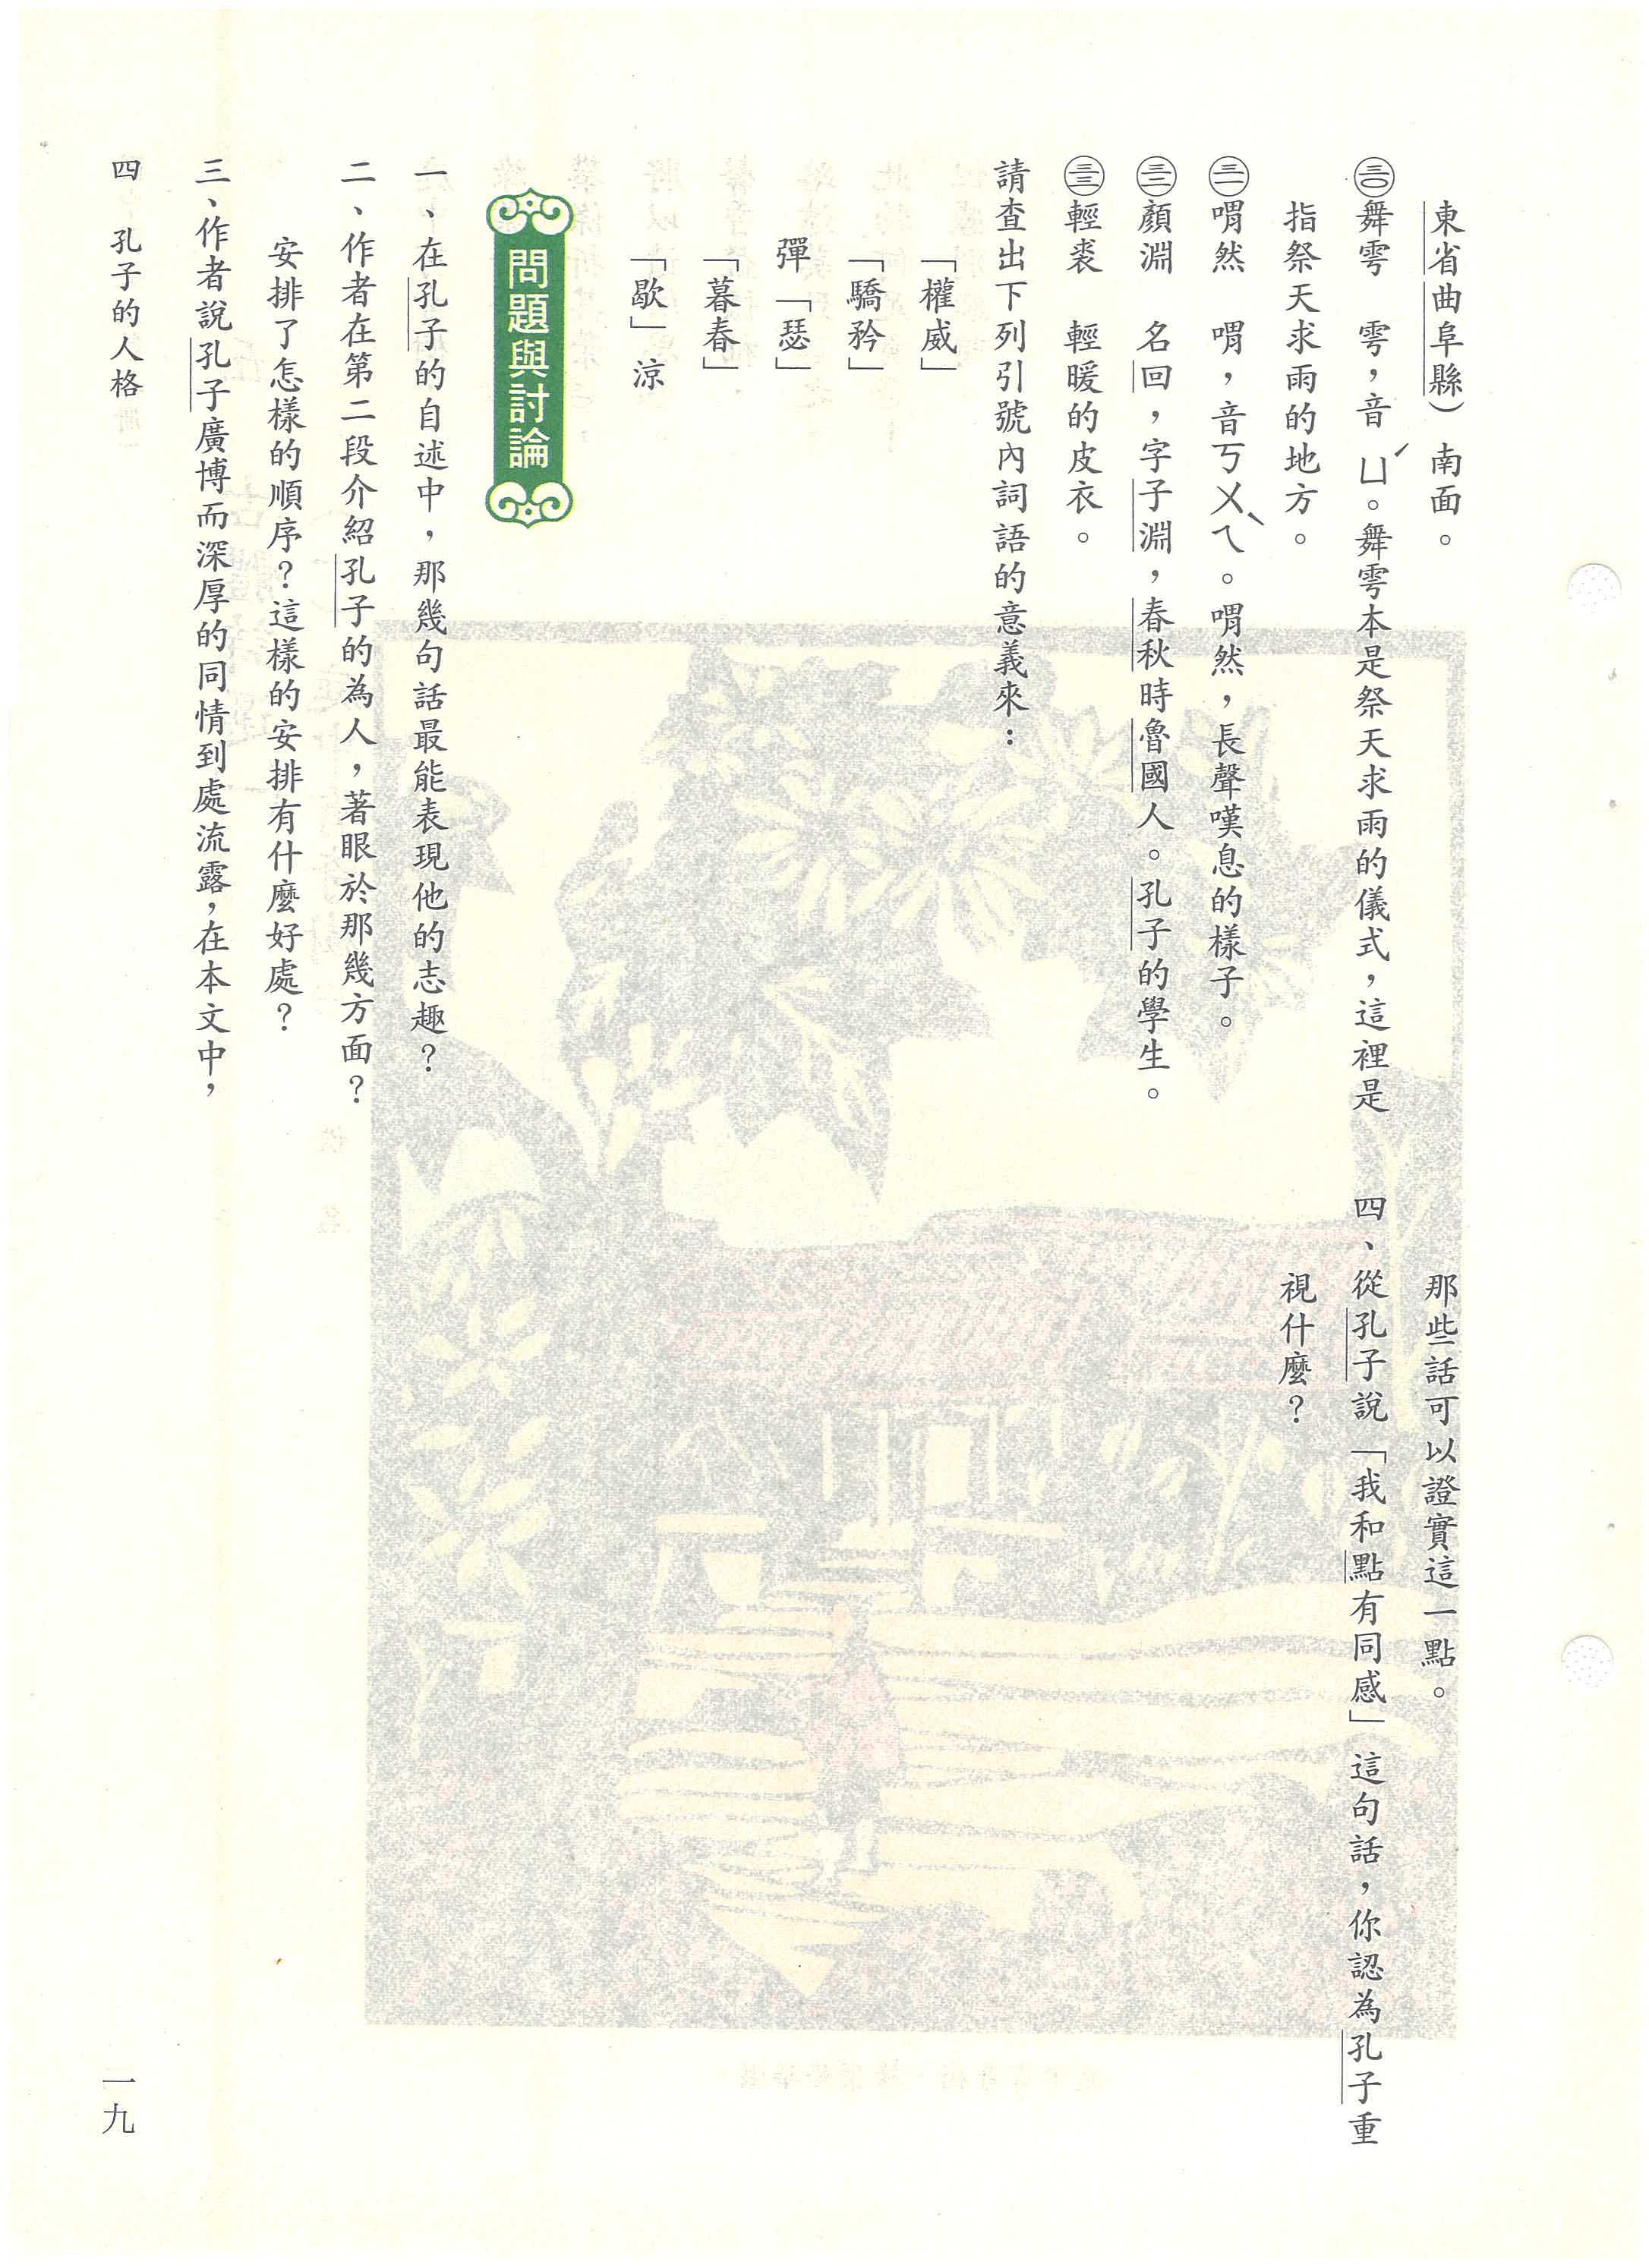 東省曲阜縣）南面。
㉚舞雩　雩，音ㄩˊ。舞雩本是祭天求雨的儀式，這裡是
指祭天求雨的地方。
㉛喟然　喟，音ㄎㄨㄟˋ。喟然，長聲嘆息的樣子。
㉜顏淵　名回，字子淵，春秋時魯國人。孔子的學生。
㉝輕裘　輕暖的皮衣。
請查出下列引號內詞語的意義來：
「權威」
「驕矜」
彈「瑟」
「暮春」
「歇」涼
問題與討論
一、在孔子的自述中，那幾句話最能表現他的志趣？
二、作者在第二段介紹孔子的為人，著眼於那幾方面？
安排了怎樣的順序？這樣的安排有什麼好處？
三、作者說孔子廣博而深厚的同情到處流露，在本文中，
那些話可以證實這一點。
四、從孔子說「我和點有同感」這句話，你認為孔子重
視什麼？
四　孔子的人格
一九